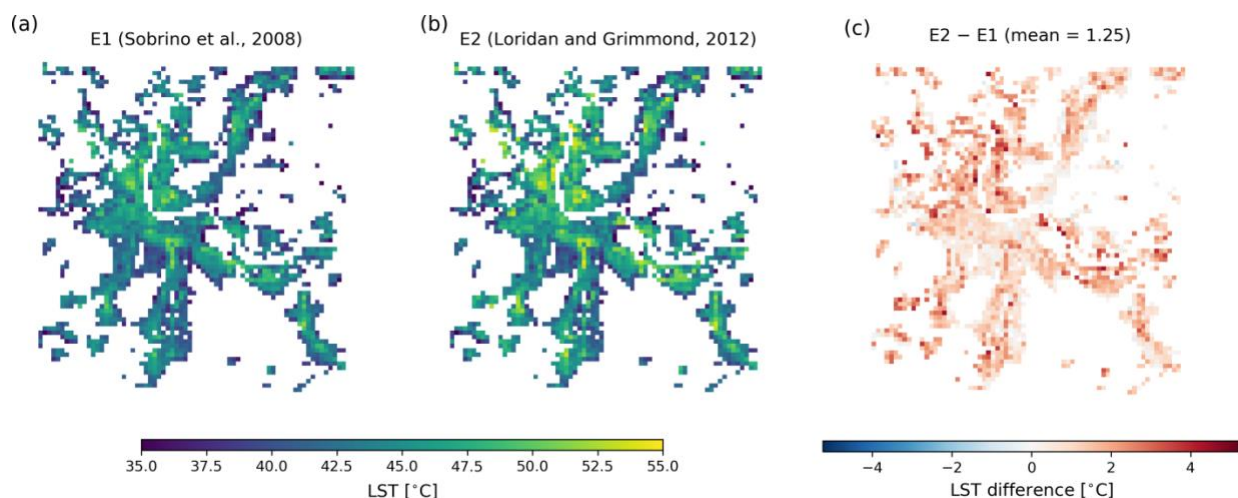 (a)
E1 (Sobrino et al., 2008)
(b)
E2 (Loridan and Grimmond, 2012)
(c)
E2 − E1 (mean = 1.25)
35.0 37.5 40.0 42.5 45.0 47.5 50.0 52.5 55.0
LST [°C]
−4 −2 0 2 4
LST difference [°C]